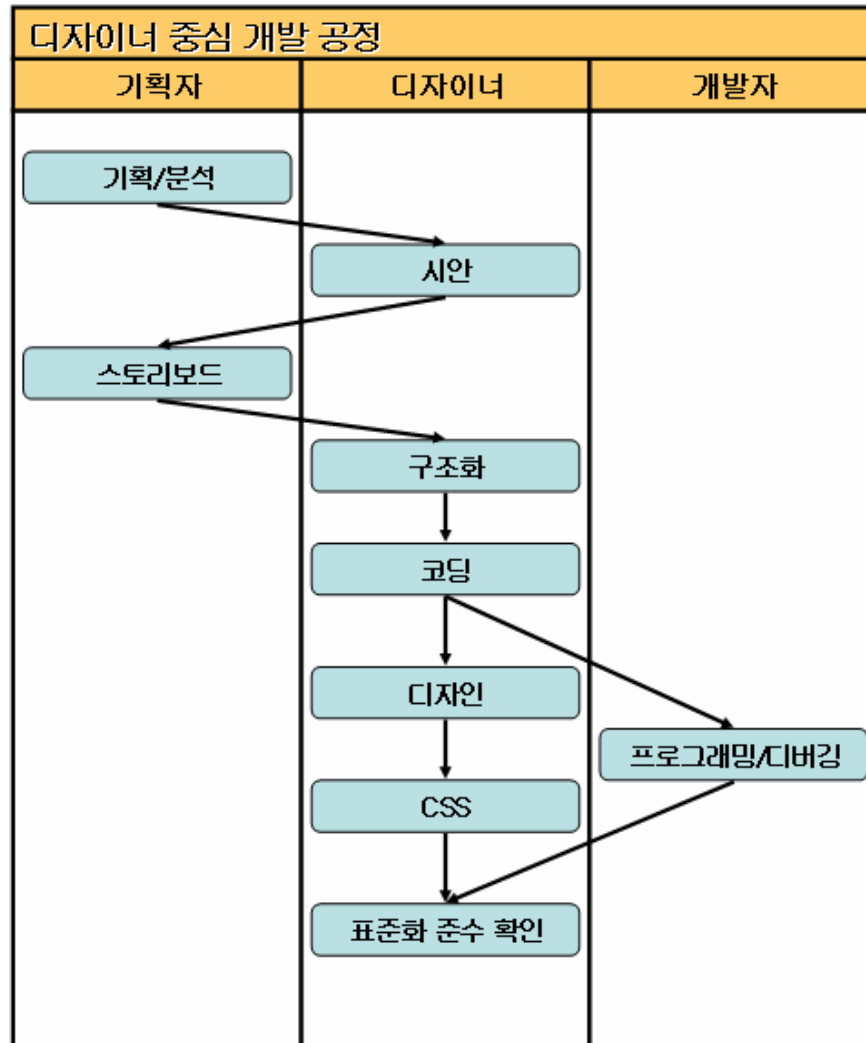 디자이너 중심 개발 공정
기획자
디자이너
개발자
기획/분석
시안
스토리보드
구조화
코딩
디자인
프로그래밍/디버깅
CSS
표준화 준수 확인